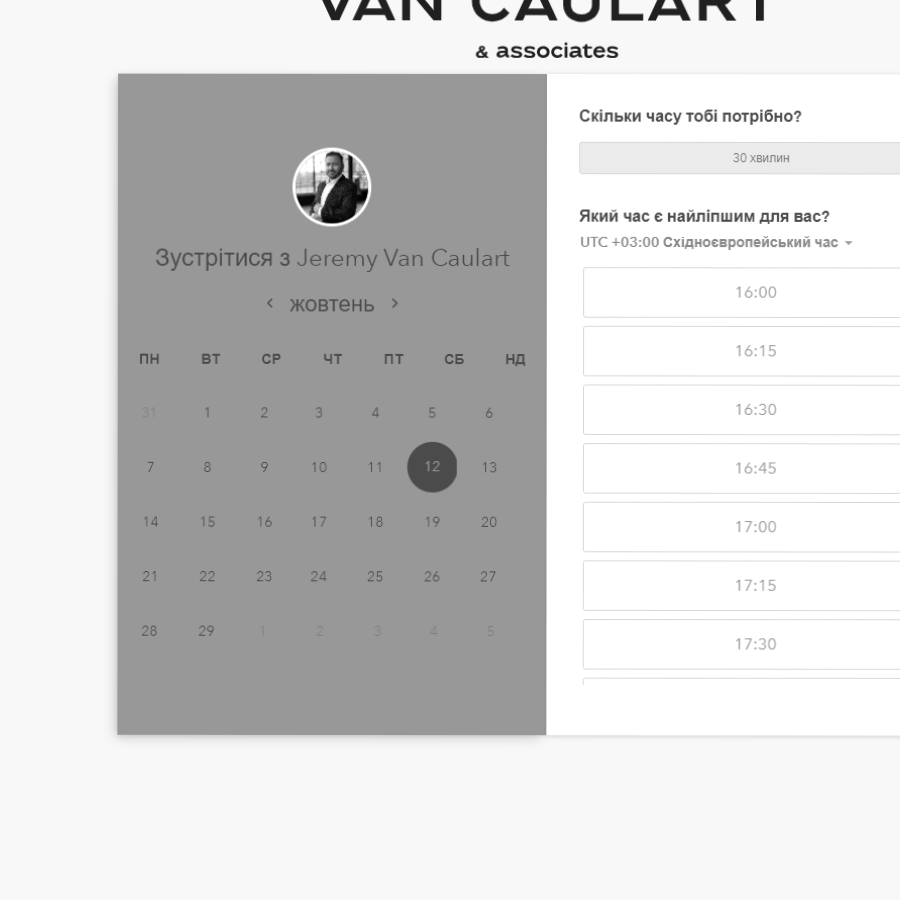 VAN CAULART
& associates
Зустрітися з Jeremy Van Caulart
жовтень
ПН ВТ СР ЧТ ПТ СБ НД
31 1 2 3 4 5 6
7 8 9 10 11 12 13
14 15 16 17 18 19 20
21 22 23 24 25 26 27
28 29 1 2 3 4 5
Скільки часу тобі потрібно?
30 хвилин
Який час є найліпшим для вас?
UTC +03:00 Східноєвропейський час
16:00
16:15
16:30
16:45
17:00
17:15
17:30